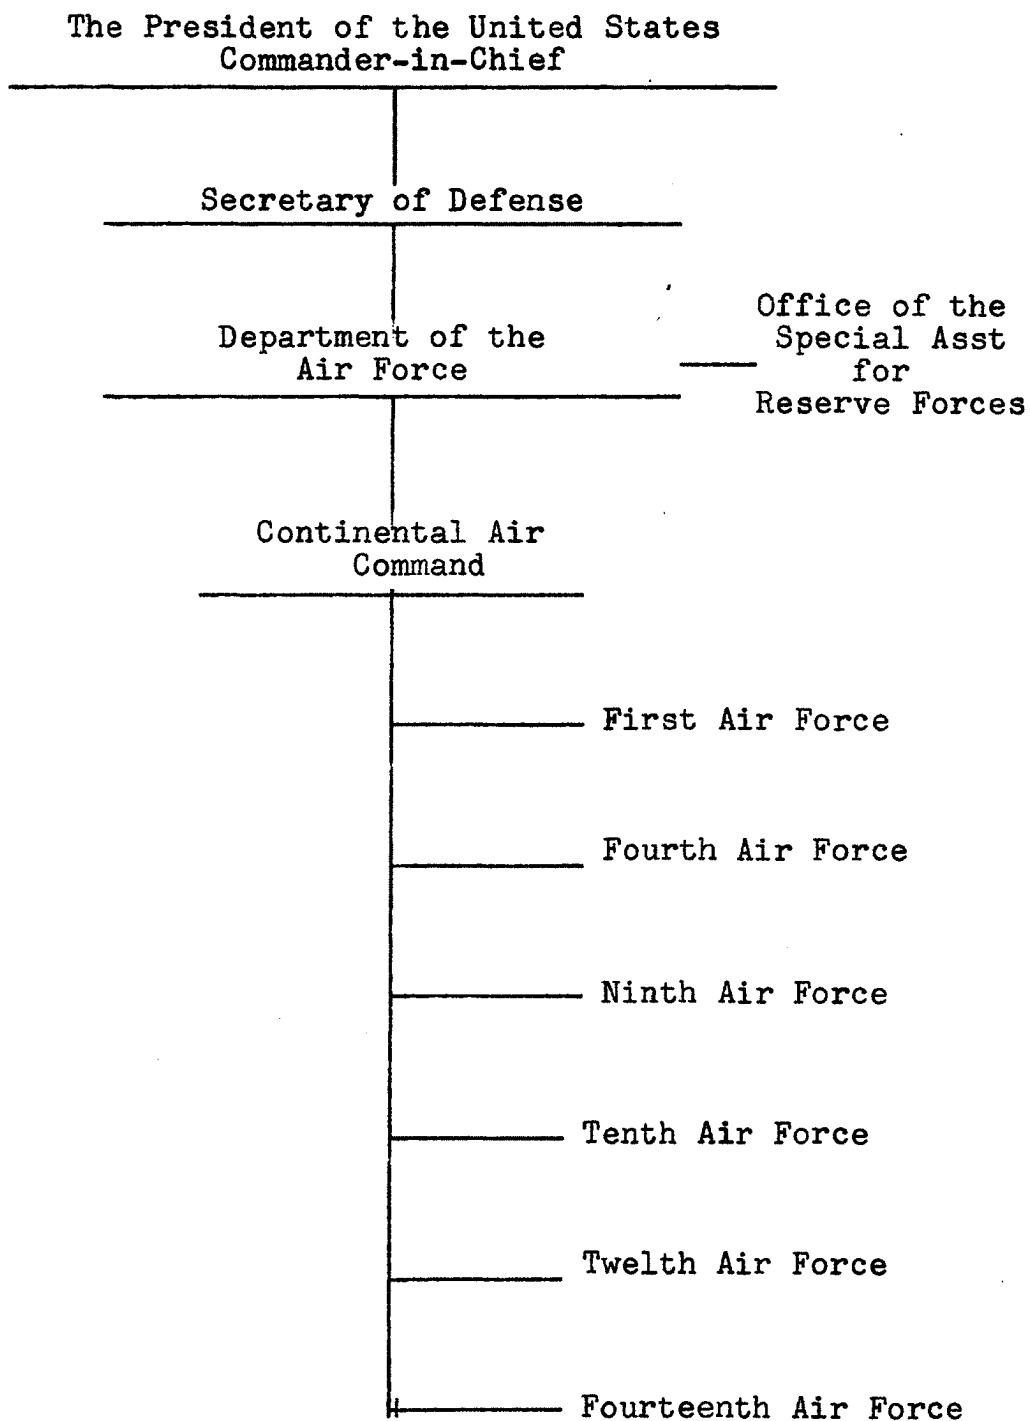 The President of the United States
Commander-in-Chief
Secretary of Defense
Department of the
Air Force
Office of the
Special Asst
for
Reserve Forces
Continental Air
Command
First Air Force
Fourth Air Force
Ninth Air Force
Tenth Air Force
Twelth Air Force
Fourteenth Air Force